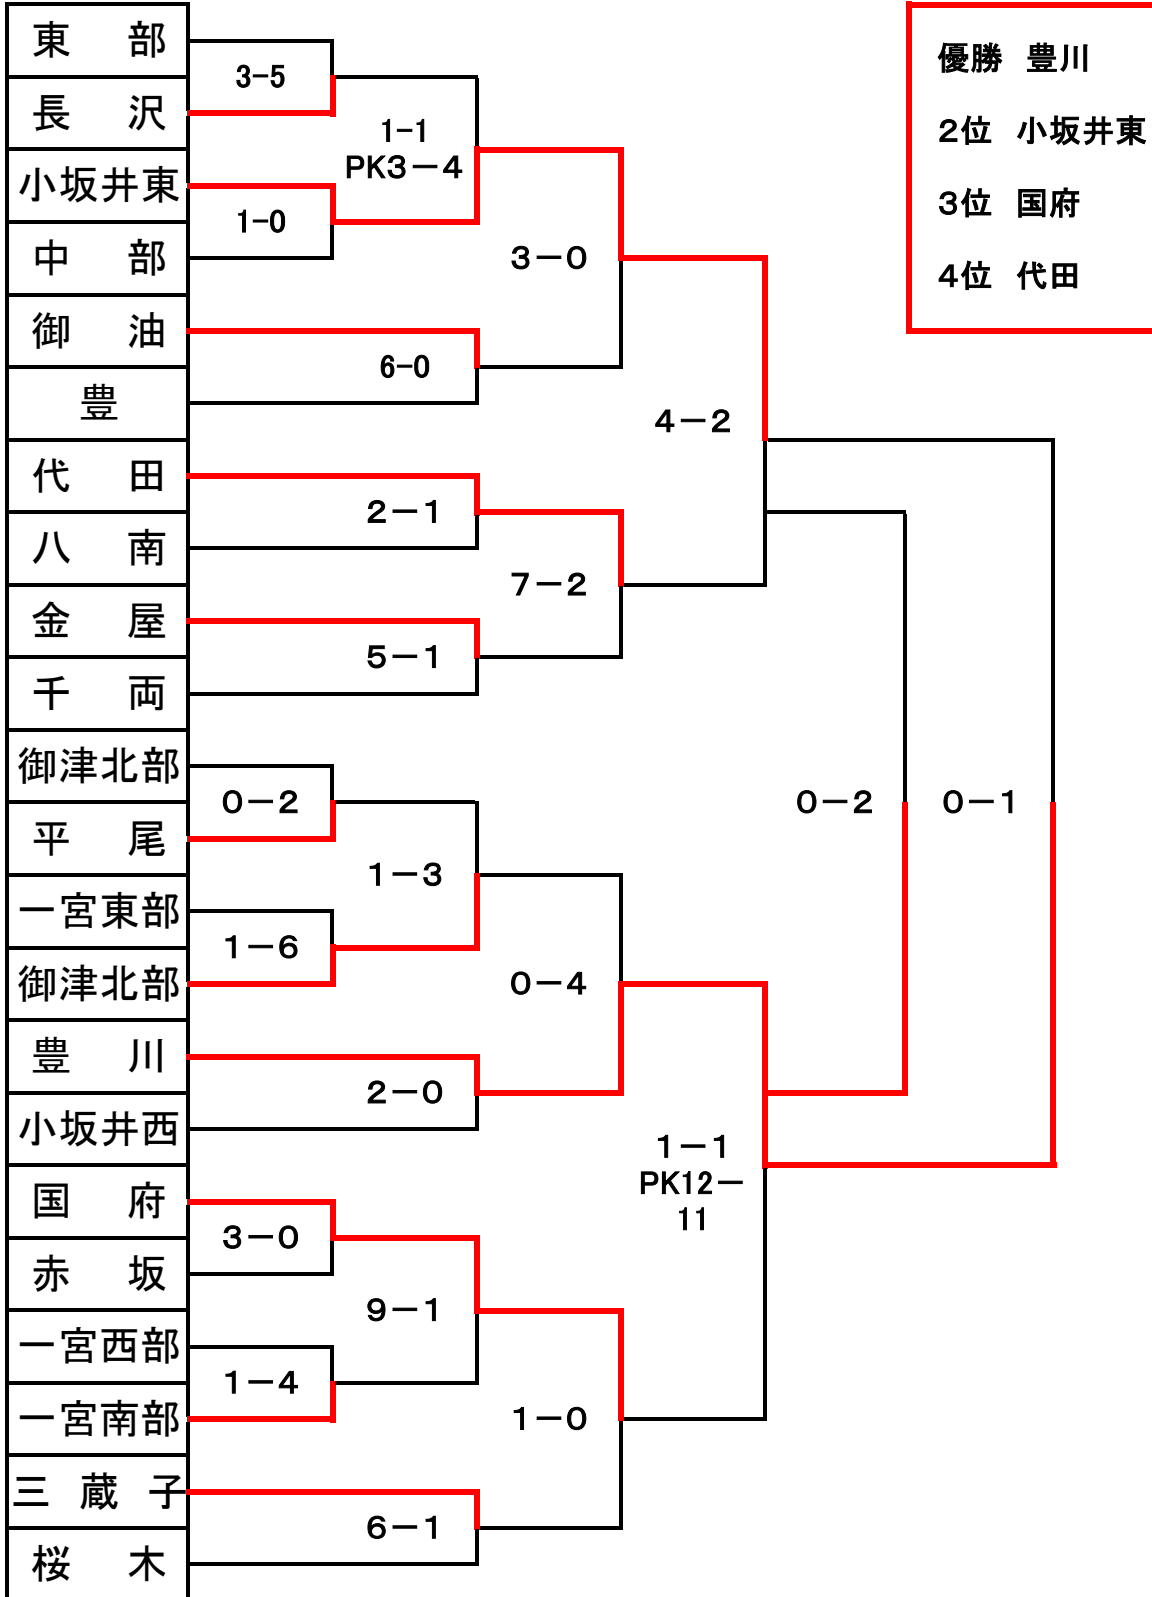 東 部
長 沢
小坂井東
中 部
御 油
豊
代 田
八 南
金 屋
千 両
御津北部
平 尾
一宮東部
御津北部
豊 川
小坂井西
国 府
赤 坂
一宮西部
一宮南部
三 蔵 子
桜 木
3-5
1-0
0－2
1－6
3－0
1－4
1-1
PK3－4
6-0
2－1
5－1
1－3
2－0
9－1
6－1
3－0
7－2
0－4
1－0
4－2
1－1
PK12－
11
0－2
0－1
優勝 豊川
2位 小坂井東
3位 国府
4位 代田